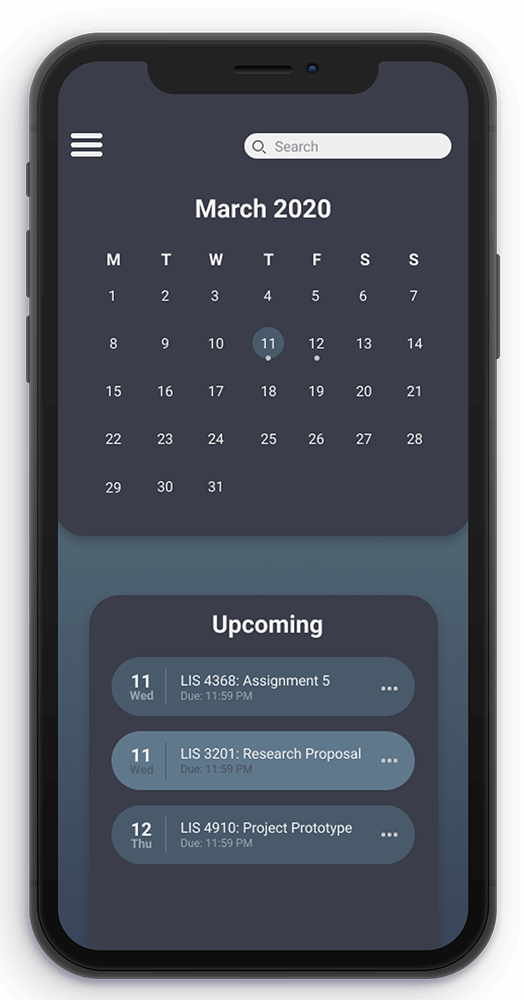 Search
March 2020
M T W T F S S
1 2 3 4 5 6 7
8 9 10 11 12 13 14
15 16 17 18 19 20 21
22 23 24 25 26 27 28
29 30 31
Upcoming
11 LIS 4368: Assignment 5
Wed Due: 11:59 PM
11 LIS 3201: Research Proposal
Wed Due: 11:59 PM
12 LIS 4910: Project Prototype
Thu Due: 11:59 PM